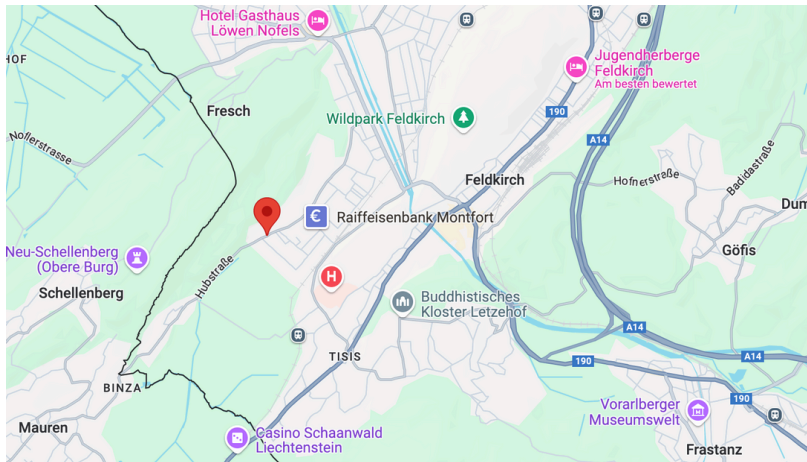 Hotel Gasthaus
Löwen Nofels
HOF
Jugendherberge
Feldkirch
Am besten bewertet
Fresch
190
Noflerstrasse
Wildpark Feldkirch
A14
Feldkirch
Hofnerstraße
Badidastraße
Dum
€
Raiffeisenbank Montfort
Neu-Schellenberg
(Obere Burg)
Göfis
Hubstraße
H
Schellenberg
Buddhistisches
Kloster Letzehof
A14
TISIS
A14
190
BINZA
190
Mauren
Vorarlberger
Museumswelt
Casino Schaanwald
Liechtenstein
Frastanz